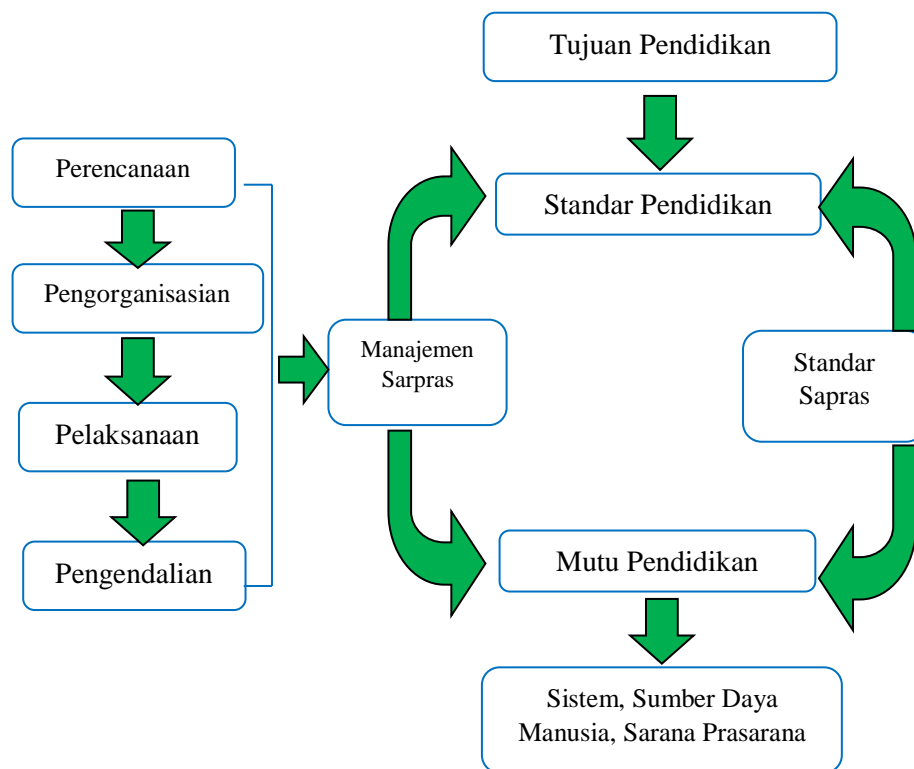 Tujuan Pendidikan
Perencanaan
Standar Pendidikan
Pengorganisasian
Manajemen
Sarpras
Standar
Sapras
Pelaksanaan
Pengendalian
Mutu Pendidikan
Sistem, Sumber Daya
Manusia, Sarana Prasarana